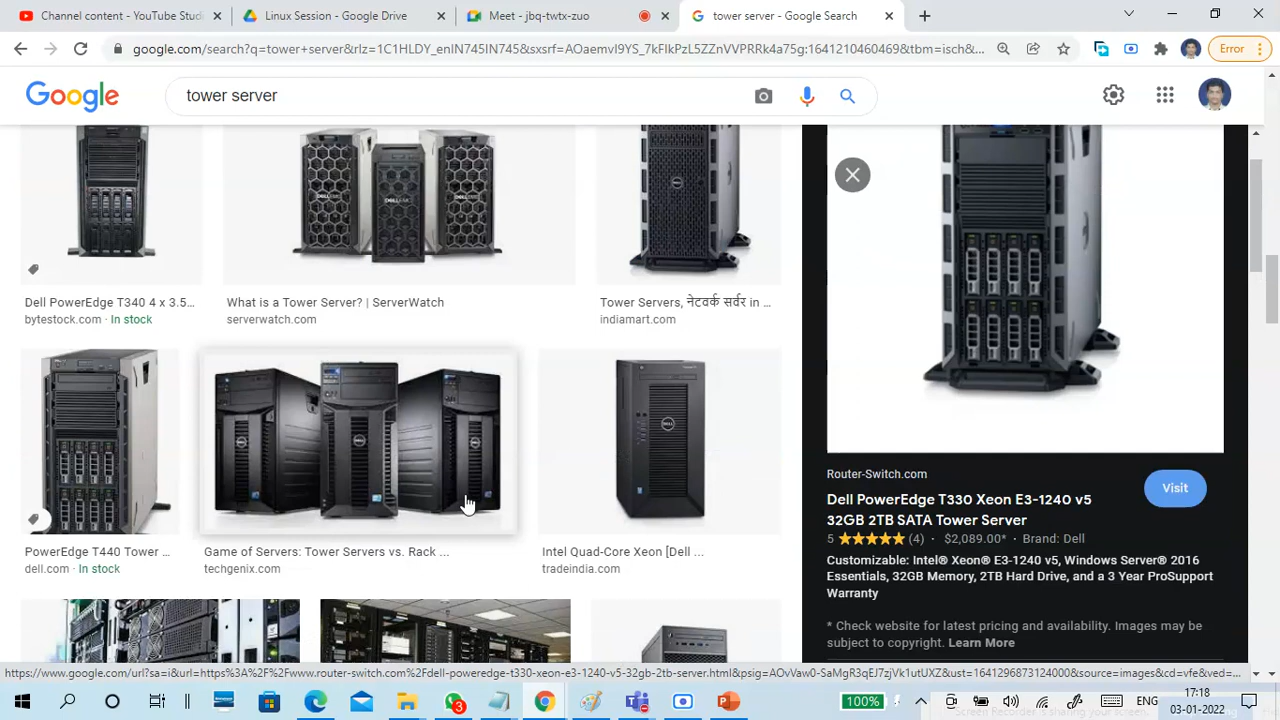 Channel content - YouTube Studi
Linux Session - Google Drive
Meet - jbq-twtx-zuo
tower server - Google Search
google.com/search?q=tower+server&rlz=1C1
Error
Google
tower server
Dell PowerEdge T340 4 x 3.5...
bytestock.com · In stock
What is a Tower Server? | ServerWatch
serverwatch.com
Tower Servers, नेटवर्क सर्वर in ...
indiamart.com
PowerEdge T440 Tower ...
dell.com · In stock
Game of Servers: Tower Servers vs. Rack ...
techgenix.com
Intel Quad-Core Xeon [Dell ...
tradeindia.com
Router-Switch.com
Visit
Dell PowerEdge T330 Xeon E3-1240 v5
32GB 2TB SATA Tower Server
5 ★★★★★ (4) · $2,089.00* · Brand: Dell
Customizable: Intel® Xeon® E3-1240 v5, Windows Server® 2016
Essentials, 32GB Memory, 2TB Hard Drive, and a 3 Year ProSupport
Warranty
* Check website for latest pricing and availability. Images may
be subject to copyright. Learn More
3
100%
ENG
17:18
03-01-2022